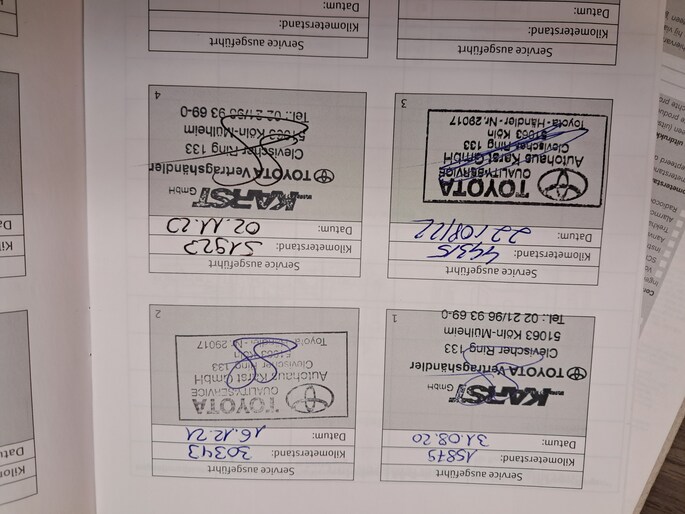 Service ausgeführt
Kilometerstand: 15875
Datum: 31.08.20
KARST GmbH
TOYOTA Vertragshändler
Clevischer Ring 133
51063 Köln-Mülheim
Tel.: 02 21/96 93 69-0
1
Service ausgeführt
Kilometerstand: 30343
Datum: 16.12.21
TOYOTA
QUALITYSERVICE
Autohaus Karst GmbH
Clevischer Ring 133
51063 Köln
Toyota-Händler-Nr. 29017
2
Service ausgeführt
Kilometerstand: 44315
Datum: 22/08/22
TOYOTA
QUALITYSERVICE
Autohaus Karst GmbH
Clevischer Ring 133
51063 Köln
Toyota-Händler-Nr. 29017
3
Service ausgeführt
Kilometerstand: 51923
Datum: 02.11.23
KARST GmbH
TOYOTA Vertragshändler
Clevischer Ring 133
51063 Köln-Mülheim
Tel.: 02 21/96 93 69-0
4
Service ausgeführt
Kilometerstand:
Datum:
Service ausgeführt
Kilometerstand:
Datum: